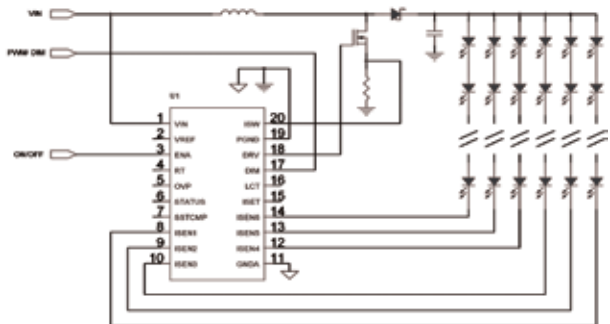 VIN
PWM DIM
ON/OFF
U1
1 VIN ISW 20
2 VREF PGND 19
3 ENA DRV 18
4 RT DIM 17
5 OVP LCT 16
6 STATUS ISET 15
7 SSTCMP ISEN6 14
8 ISEN1 ISEN5 13
9 ISEN2 ISEN4 12
10 ISEN3 GNDA 11